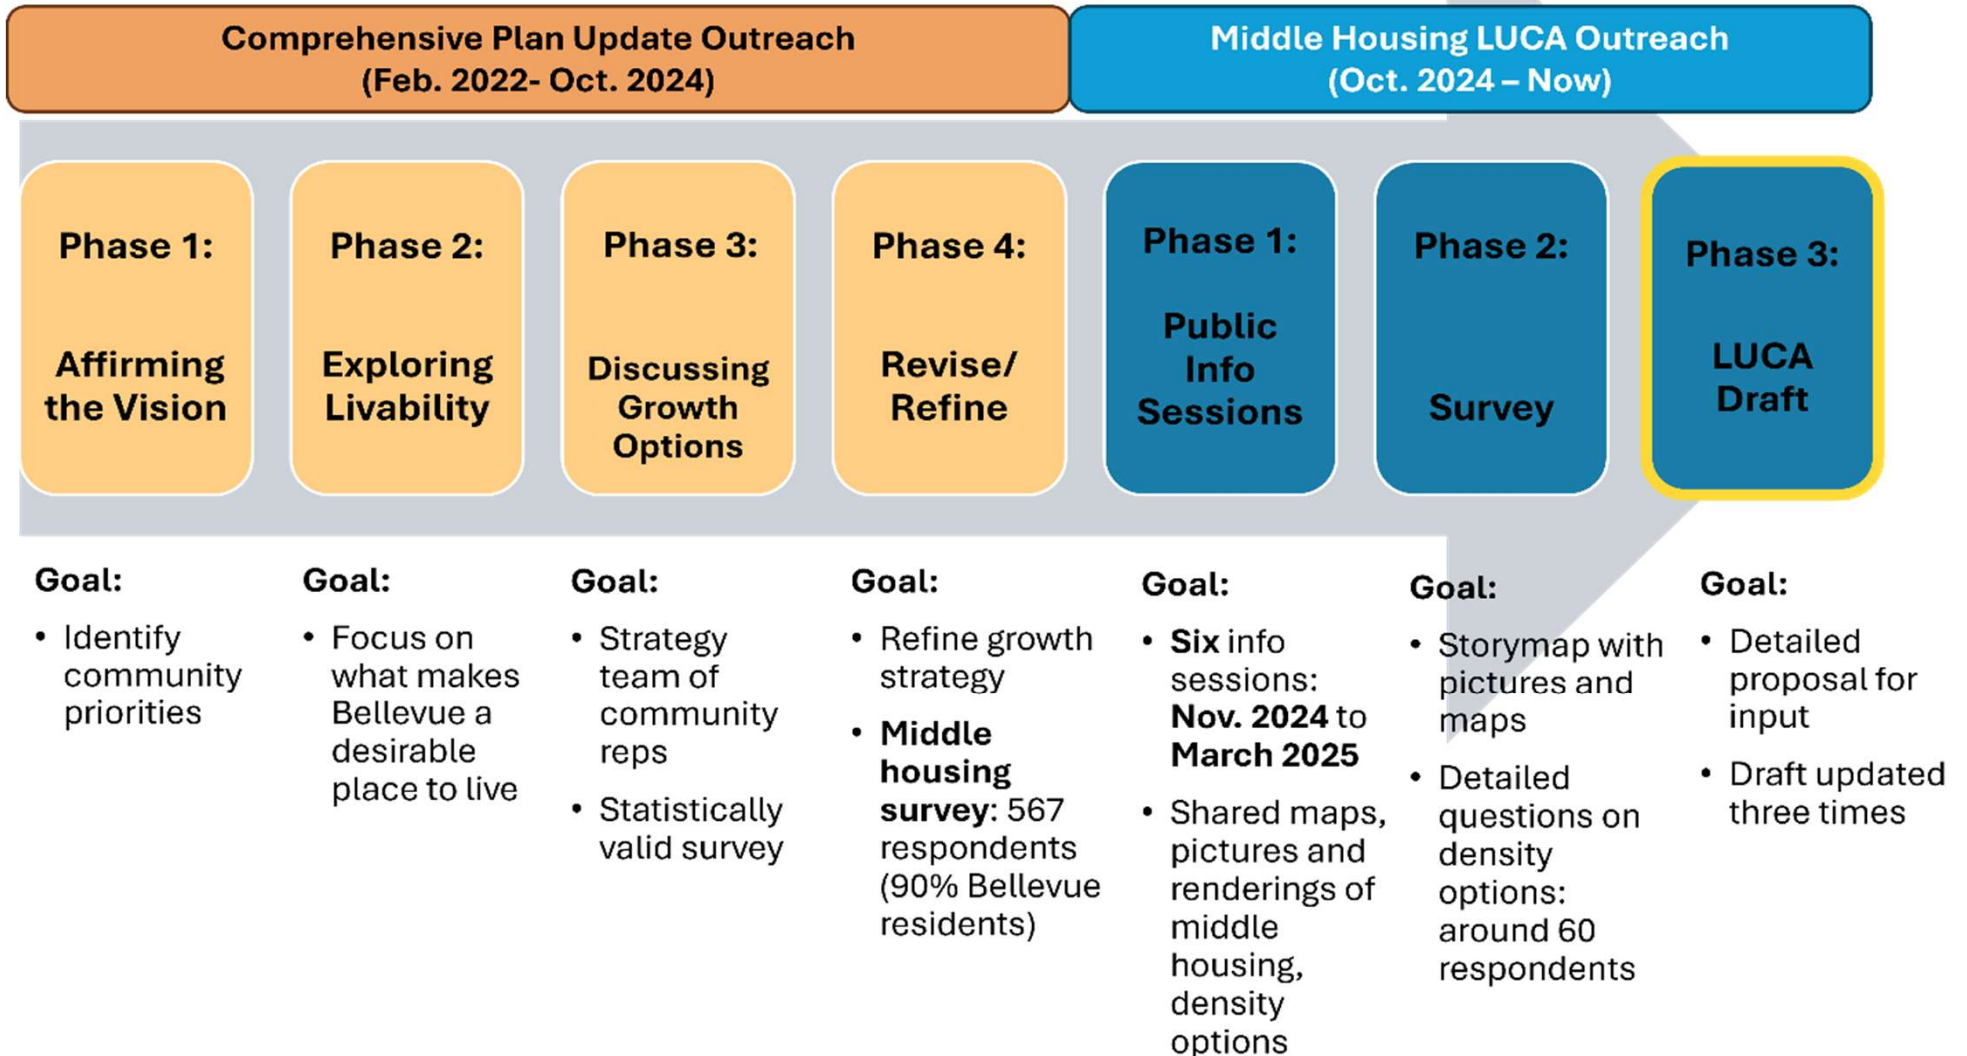 Comprehensive Plan Update Outreach
(Feb. 2022- Oct. 2024)
Middle Housing LUCA Outreach
(Oct. 2024 – Now)
Phase 1:
Affirming
the Vision
Phase 2:
Exploring
Livability
Phase 3:
Discussing
Growth
Options
Phase 4:
Revise/
Refine
Phase 1:
Public
Info
Sessions
Phase 2:
Survey
Phase 3:
LUCA
Draft
Goal:
• Identify
community
priorities
Goal:
• Focus on
what makes
Bellevue a
desirable
place to live
Goal:
• Strategy
team of
community
reps
• Statistically
valid survey
Goal:
• Refine growth
strategy
• Middle
housing
survey: 567
respondents
(90% Bellevue
residents)
Goal:
• Six info
sessions:
Nov. 2024 to
March 2025
• Shared maps,
pictures and
renderings of
middle
housing,
density
options
Goal:
• Storymap with
pictures and
maps
• Detailed
questions on
density
options:
around 60
respondents
Goal:
• Detailed
proposal for
input
• Draft updated
three times